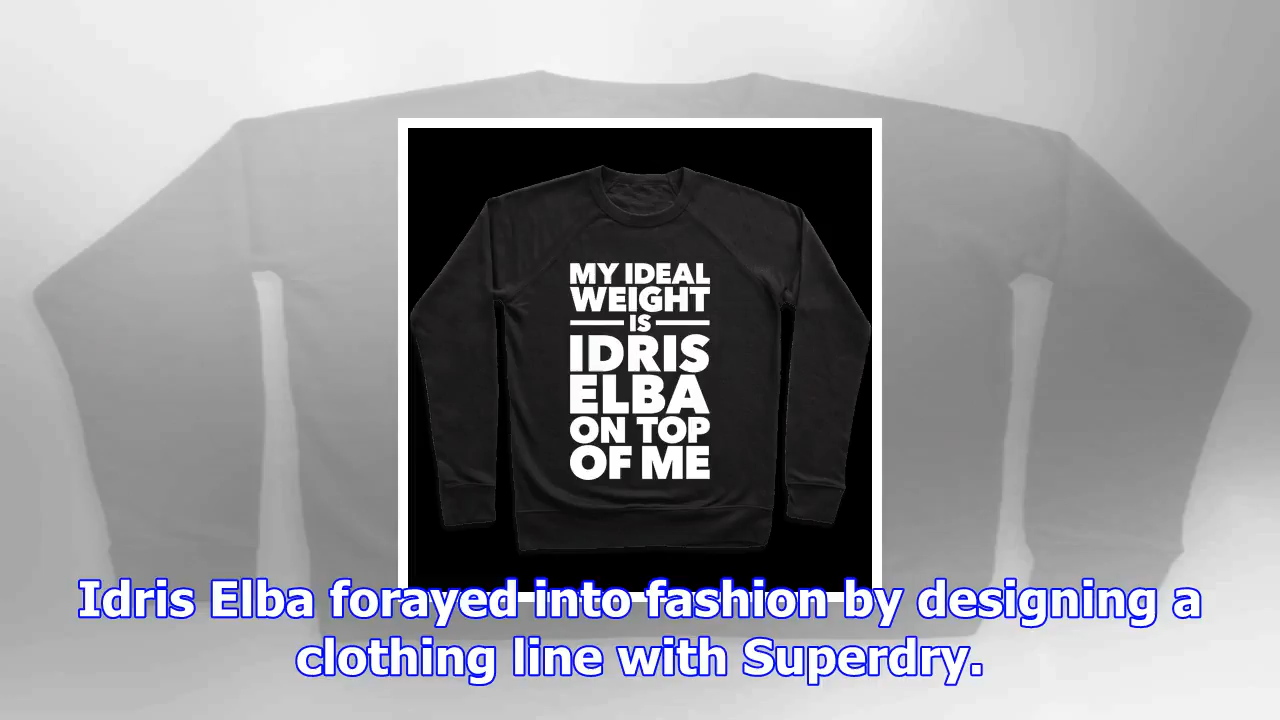 MY IDEAL
WEIGHT
IS
IDRIS
ELBA
ON TOP
OF ME
Idris Elba forayed into fashion by designing a
clothing line with Superdry.